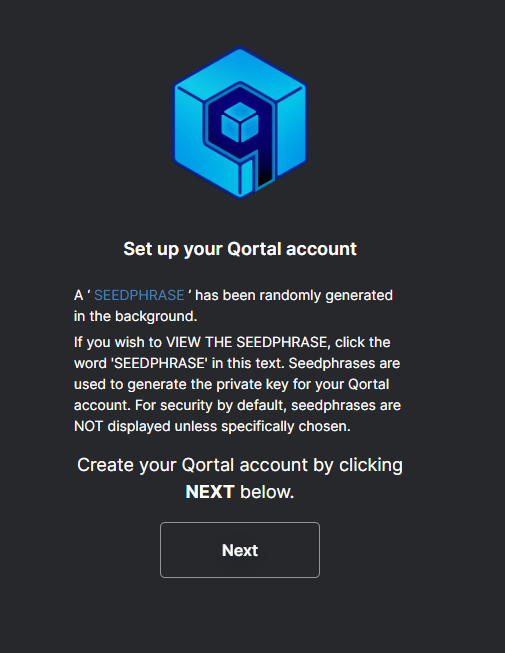 Set up your Qortal account
A ‘ SEEDPHRASE ’ has been randomly generated
in the background.
If you wish to VIEW THE SEEDPHRASE, click the
word 'SEEDPHRASE' in this text. Seedphrases are
used to generate the private key for your Qortal
account. For security by default, seedphrases are
NOT displayed unless specifically chosen.
Create your Qortal account by clicking
NEXT below.
Next